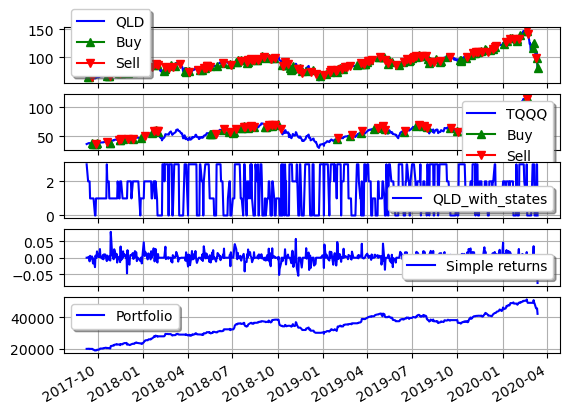 QLD
Buy
Sell
150
100
TQQQ
Buy
Sell
100
50
QLD_with_states
2
0
Simple returns
0.05
0.00
−0.05
Portfolio
40000
20000
2017-10
2018-01
2018-04
2018-07
2018-10
2019-01
2019-04
2019-07
2019-10
2020-01
2020-04